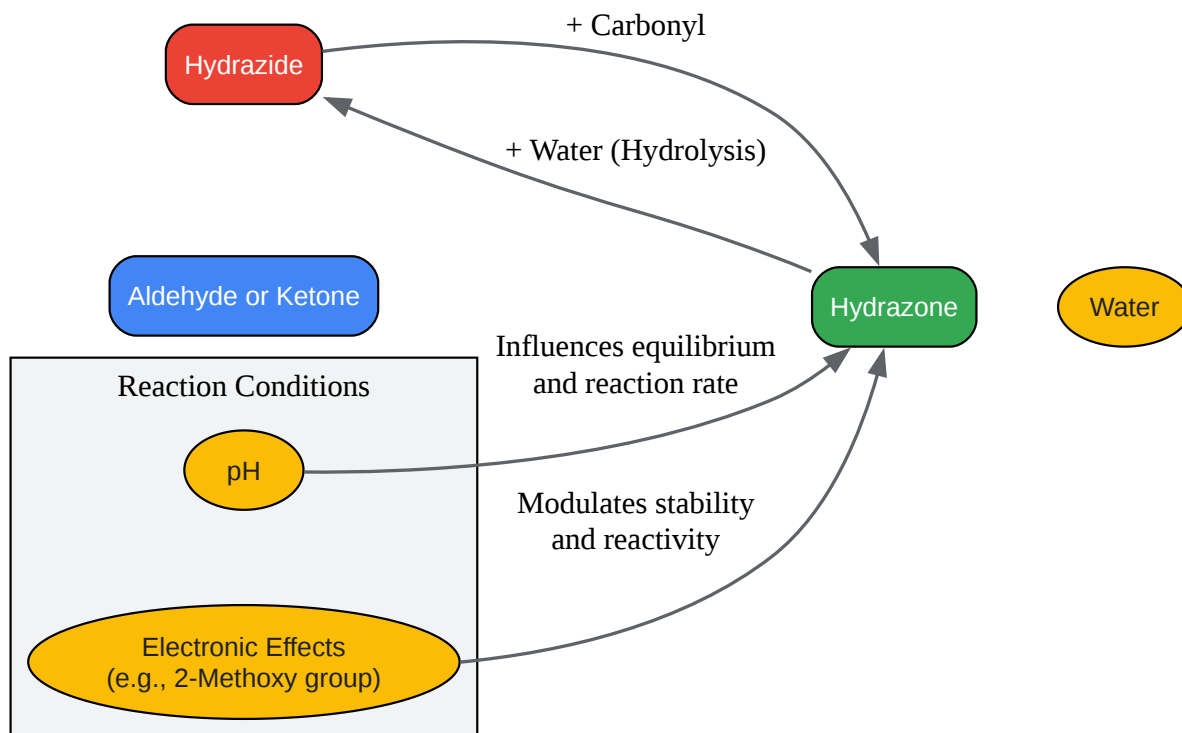 + Carbonyl
Hydrazide
+ Water (Hydrolysis)
Aldehyde or Ketone
Hydrazone
Water
Influences equilibrium
and reaction rate
Reaction Conditions
pH
Modulates stability
and reactivity
Electronic Effects
(e.g., 2-Methoxy group)